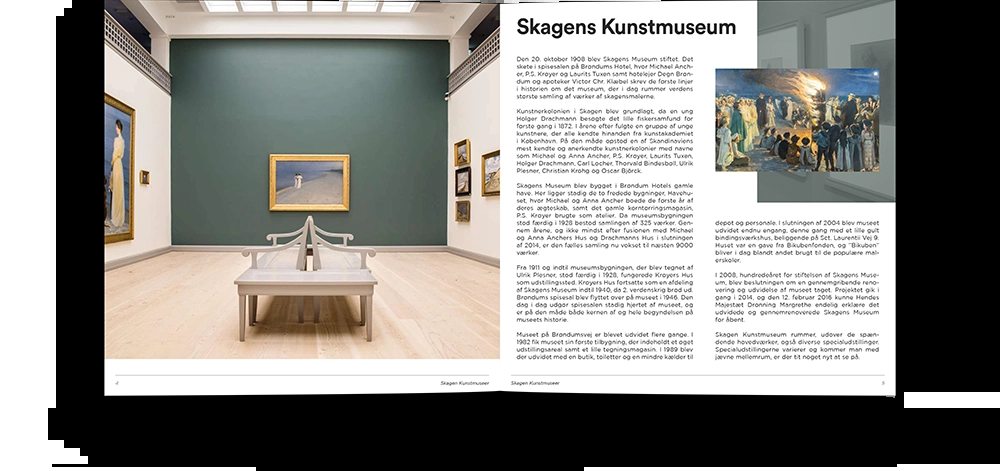 Skagens Kunstmuseum
Den 20. oktober 1908 blev Skagens Museum stiftet. Det
skete i spisesalen på Brøndums Hotel, hvor Michael Anch-
er, P.S. Krøyer og Laurits Tuxen samt hotelejer Degn Brøn-
dum og apoteker Victor Chr. Klæbel skrev de første linjer
i historien om det museum, der i dag rummer verdens
største samling af værker af skagensmalerne.
Kunstnerkolonien i Skagen blev grundlagt, da en ung
Holger Drachmann besøgte det lille fiskersamfund for
første gang i 1872. I årene efter fulgte en gruppe af unge
kunstnere, der alle kendte hinanden fra kunstakademiet
i København. På den måde opstod en af Skandinaviens
mest kendte og anerkendte kunstnerkolonier med navne
som Michael og Anna Ancher, P.S. Krøyer, Laurits Tuxen,
Holger Drachmann, Carl Locher, Thorvald Bindesbøll, Ulrik
Plesner, Christian Krohg og Oscar Björck.
Skagens Museum blev bygget i Brøndum Hotels gamle
have. Her ligger stadig de to fredede bygninger, Havehu-
set, hvor Michael og Anna Ancher boede de første år af
deres ægteskab, samt det gamle korntørringsmagasin,
P.S. Krøyer brugte som atelier. Da museumsbygningen
stod færdig i 1928 bestod samlingen af 325 værker. Gen-
nem årene, og ikke mindst efter fusionen med Michael
og Anna Anchers Hus og Drachmanns Hus i slutningen
af 2014, er den fælles samling nu vokset til næsten 9000
værker.
Fra 1911 og indtil museumsbygningen, der blev tegnet af
Ulrik Plesner, stod færdig i 1928, fungerede Krøyers Hus
som udstillingssted. Krøyers Hus fortsatte som en afdeling
af Skagens Museum indtil 1940, da 2. verdenskrig brød ud.
Brøndums spisesal blev flyttet over på museet i 1946. Den
dag i dag udgør spisesalen stadig hjertet af museet, og
er på den måde både kernen af og hele begyndelsen på
museets historie.
Museet på Brøndumsvej er blevet udvidet flere gange. I
1982 fik museet sin første tilbygning, der indeholdt et øget
udstillingsareal samt et lille tegningsmagasin. I 1989 blev
der udvidet med en butik, toiletter og en mindre kælder til
depot og personale. I slutningen af 2004 blev museet
udvidet endnu engang, denne gang med et lille gult
bindingsværkshus, beliggende på Sct. Laurentii Vej 9.
Huset var en gave fra Bikubenfonden, og "Bikuben"
bliver i dag blandt andet brugt til de populære mal-
erskoler.
I 2008, hundredeåret for stiftelsen af Skagens Muse-
um, blev beslutningen om en gennemgribende reno-
vering og udvidelse af museet taget. Projektet gik i
gang i 2014, og den 12. februar 2016 kunne Hendes
Majestæt Dronning Margrethe endelig erklære det
udvidede og gennemrenoverede Skagens Museum
for åbent.
Skagen Kunstmuseum rummer, udover de spæn-
dende hovedværker, også diverse specialudstillinger.
Specialudstillingerne varierer og kommer man med
jævne mellemrum, er der tit noget nyt at se på.
4
Skagen Kunstmuseer
Skagen Kunstmuseer
5